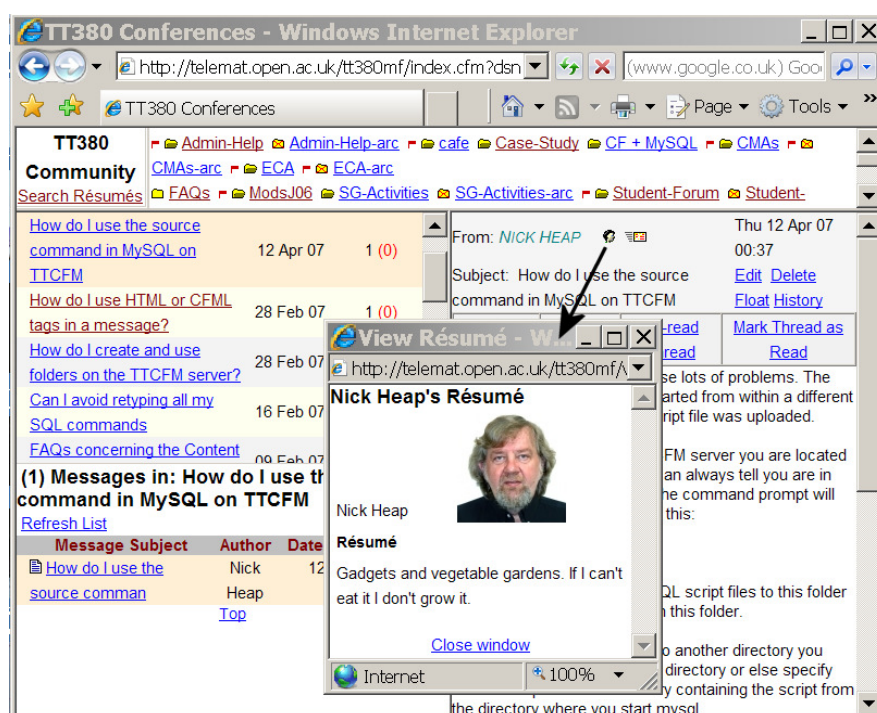 TT380 Conferences - Windows Internet Explorer
http://telemat.open.ac.uk/tt380mf/index.cfm?dsn
(www.google.co.uk) Goo
TT380 Conferences
Page
Tools
»
TT380
Community
Search Résumés
Admin-Help Admin-Help-arc cafe Case-Study CF + MySQL CMAs
CMAs-arc ECA ECA-arc
FAQs ModsJ06 SG-Activities SG-Activities-arc Student-Forum Student-
How do I use the source
command in MySQL on 12 Apr 07 1 (0)
TTCFM
How do I use HTML or CFML
tags in a message? 28 Feb 07 1 (0)
How do I create and use
folders on the TTCFM server? 28 Feb 07
Can I avoid retyping all my
SQL commands 16 Feb 07
FAQs concerning the Content
09 Feb 07
(1) Messages in: How do I use th
command in MySQL on TTCFM
Refresh List
Message Subject Author Date
How do I use the Nick 12
source comman Heap
Top
From: NICK HEAP
Thu 12 Apr 07
00:37
Subject: How do I use the source
command in MySQL on TTCFM
Edit Delete
Float History
-read
read
Mark Thread as
Read
se lots of problems. The
arted from within a different
ript file was uploaded.
FM server you are located
an always tell you are in
he command prompt will
this:
QL script files to this folder
this folder.
o another directory you
directory or else specify
y containing the script from
the directory where you start mysql
View Résumé - W...
http://telemat.open.ac.uk/tt380mf/\
Nick Heap's Résumé
Nick Heap
Résumé
Gadgets and vegetable gardens. If I can't
eat it I don't grow it.
Close window
Internet 100%